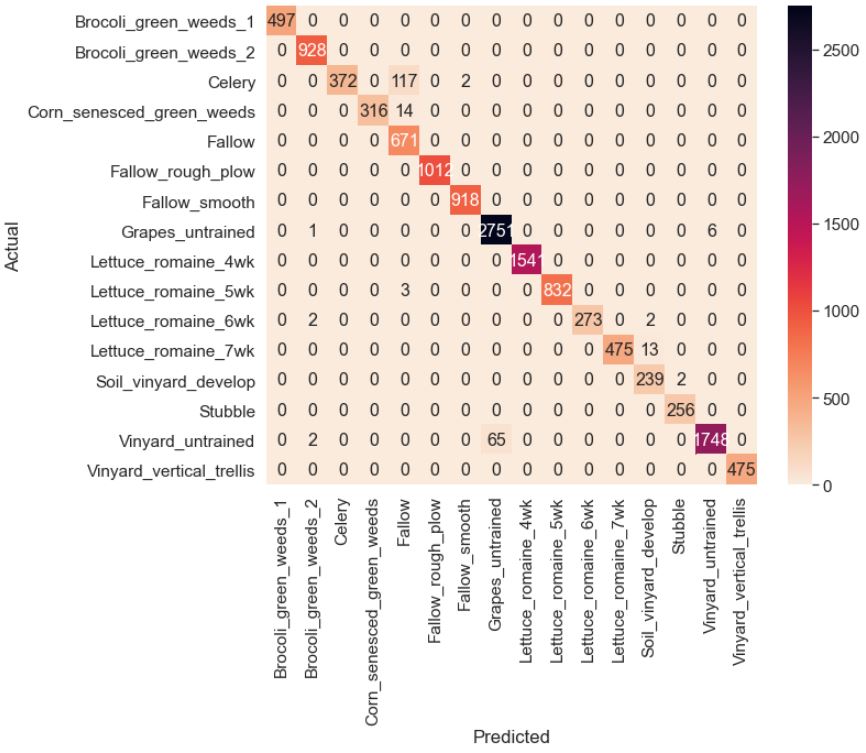 Brocoli_green_weeds_1 497 0 0 0 0 0 0 0 0 0 0 0 0 0 0 0
Brocoli_green_weeds_2 0 928 0 0 0 0 0 0 0 0 0 0 0 0 0 0
Celery 0 0 372 0 117 0 2 0 0 0 0 0 0 0 0 0
Corn_senesced_green_weeds 0 0 0 316 14 0 0 0 0 0 0 0 0 0 0 0
Fallow 0 0 0 0 671 0 0 0 0 0 0 0 0 0 0 0
Fallow_rough_plow 0 0 0 0 0 1012 0 0 0 0 0 0 0 0 0 0
Fallow_smooth 0 0 0 0 0 0 918 0 0 0 0 0 0 0 0 0
Grapes_untrained 0 1 0 0 0 0 0 2751 0 0 0 0 0 0 6 0
Lettuce_romaine_4wk 0 0 0 0 0 0 0 0 1541 0 0 0 0 0 0 0
Lettuce_romaine_5wk 0 0 0 0 3 0 0 0 0 832 0 0 0 0 0 0
Lettuce_romaine_6wk 0 2 0 0 0 0 0 0 0 0 273 0 2 0 0 0
Lettuce_romaine_7wk 0 0 0 0 0 0 0 0 0 0 0 475 13 0 0 0
Soil_vinyard_develop 0 0 0 0 0 0 0 0 0 0 0 0 239 2 0 0
Stubble 0 0 0 0 0 0 0 0 0 0 0 0 0 256 0 0
Vinyard_untrained 0 2 0 0 0 0 0 65 0 0 0 0 0 0 1748 0
Vinyard_vertical_trellis 0 0 0 0 0 0 0 0 0 0 0 0 0 0 0 475
Actual
Brocoli_green_weeds_1
Brocoli_green_weeds_2
Celery
Corn_senesced_green_weeds
Fallow
Fallow_rough_plow
Fallow_smooth
Grapes_untrained
Lettuce_romaine_4wk
Lettuce_romaine_5wk
Lettuce_romaine_6wk
Lettuce_romaine_7wk
Soil_vinyard_develop
Stubble
Vinyard_untrained
Vinyard_vertical_trellis
Predicted
2500
2000
1500
1000
500
0